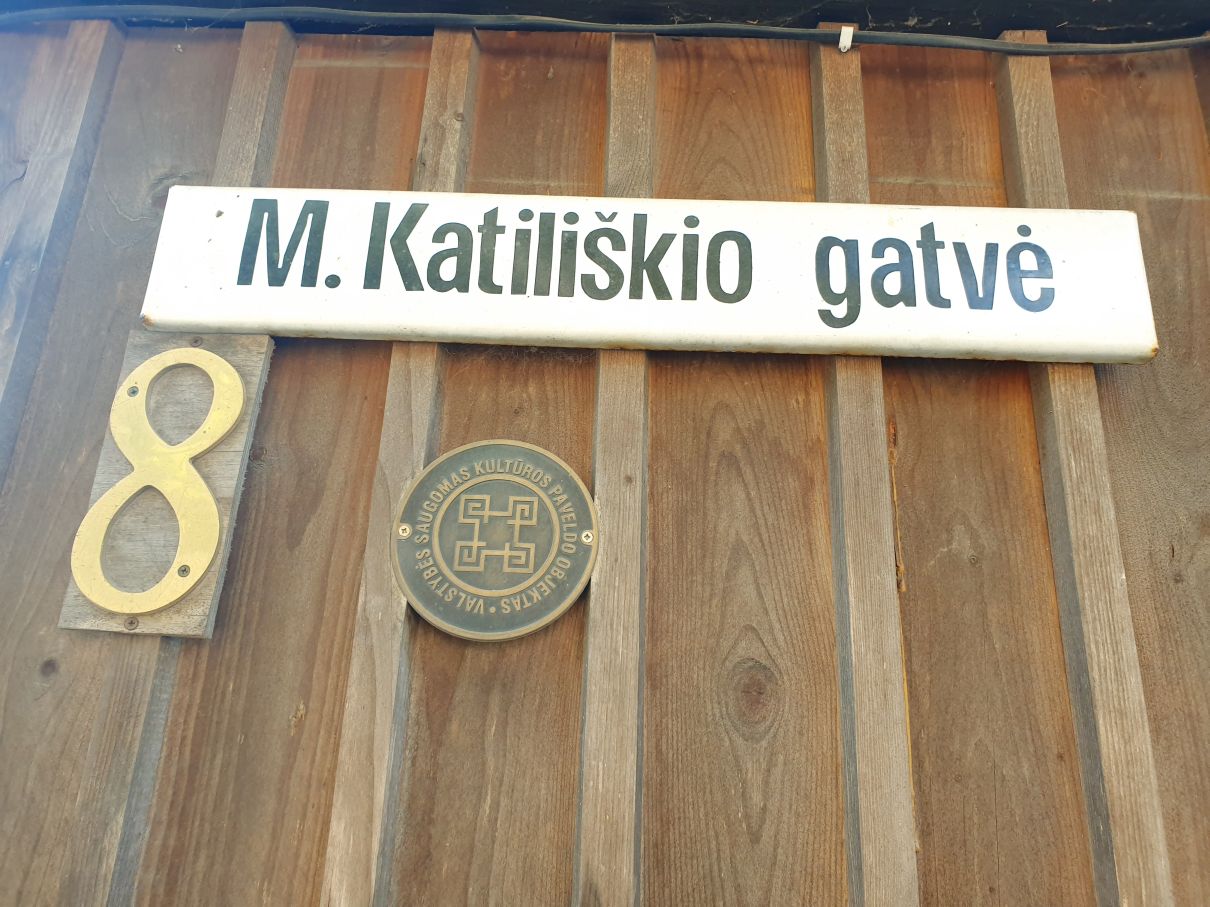 M. Katiliškio gatvė
8
VALSTYBĖS SAUGOMAS KULTŪROS PAVELDO OBJEKTAS •